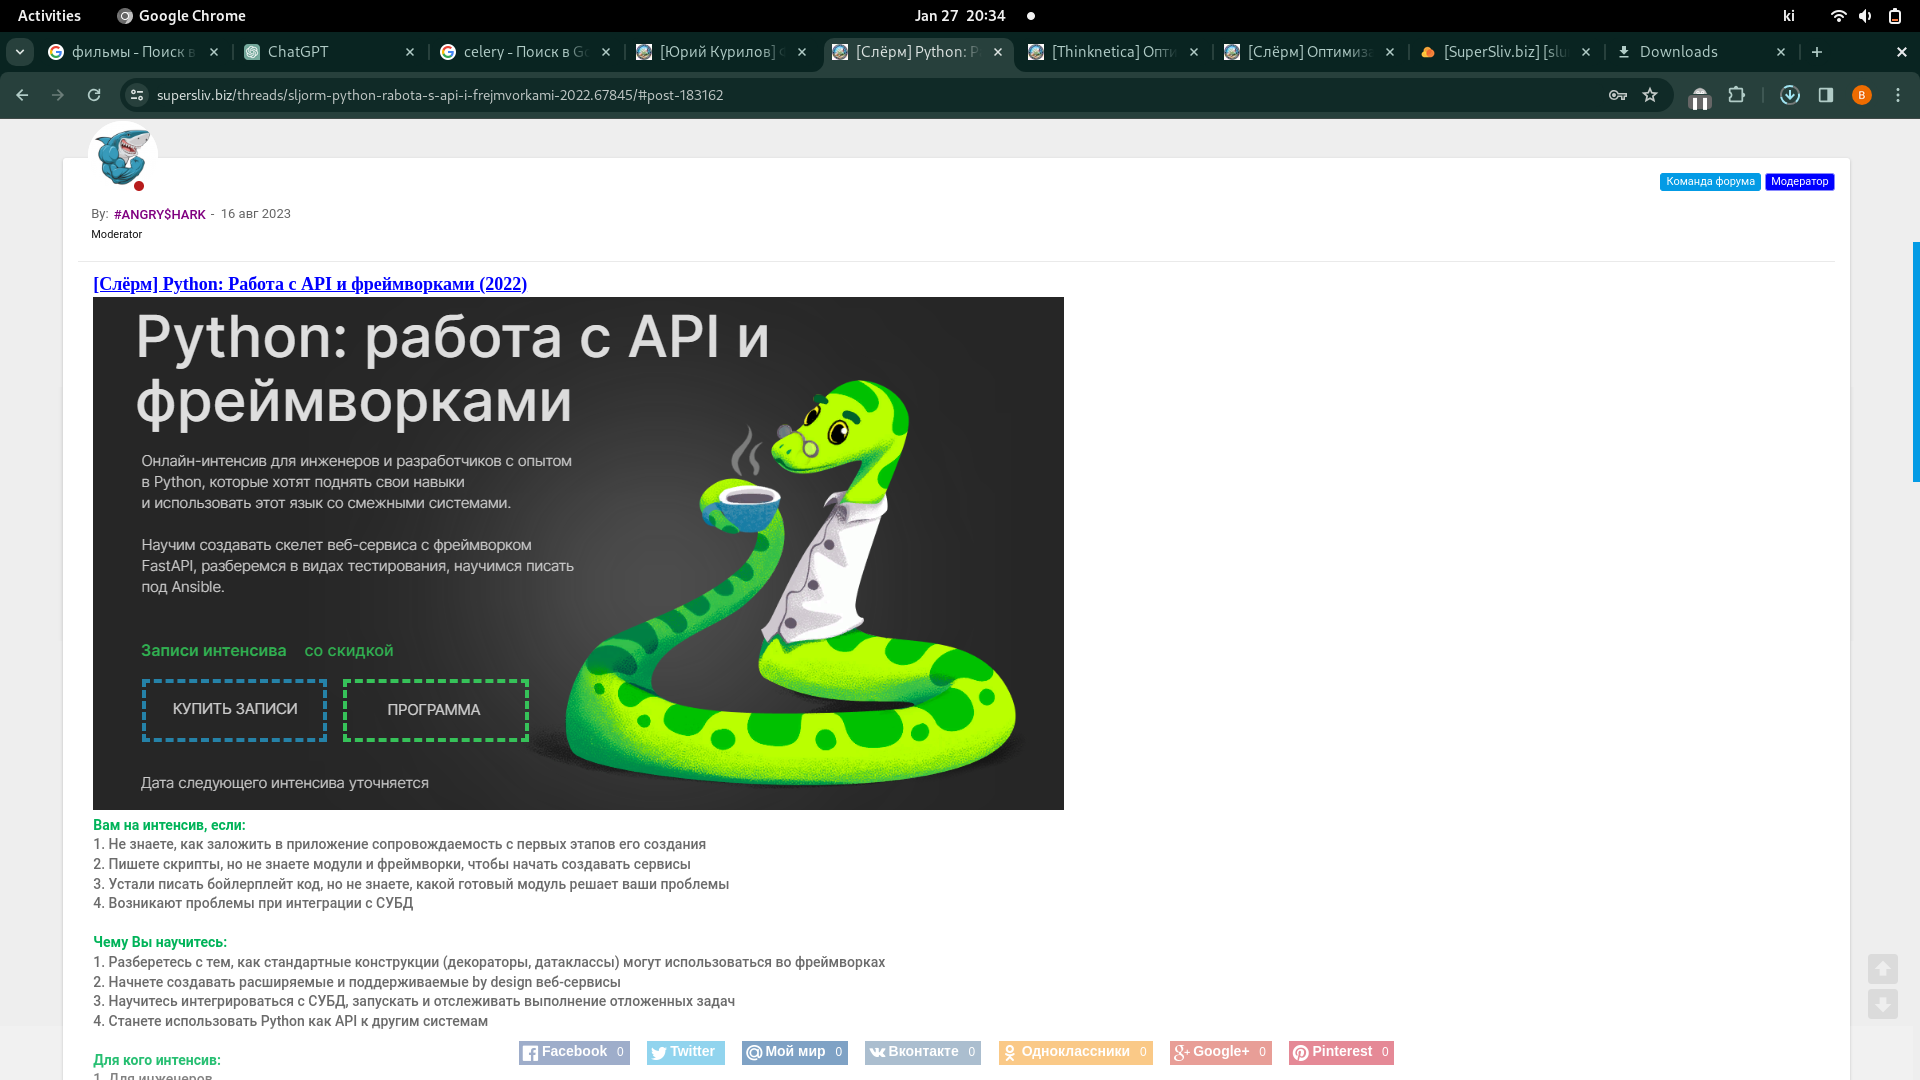 Activities
Google Chrome
Jan 27 20:34
ki
фильмы - Поиск в
ChatGPT
celery - Поиск в Go
[Юрий Курилов]
[Слёрм] Python: Р
[Thinknetica] Опти
[Слёрм] Оптимиза
[SuperSliv.biz] [slu
Downloads
supersliv.biz/threads/sljorm-python-rabota-s-api-i-frejmvorkami-2022.67845/#post-183162
B
Команда форума
Модератор
By: #ANGRY$HARK - 16 авг 2023
Moderator
[Слёрм] Python: Работа с API и фреймворками (2022)
Python: работа с API и
фреймворками
Онлайн-интенсив для инженеров и разработчиков с опытом
в Python, которые хотят поднять свои навыки
и использовать этот язык со смежными системами.
Научим создавать скелет веб-сервиса с фреймворком
FastAPI, разберемся в видах тестирования, научимся писать
под Ansible.
Записи интенсива со скидкой
КУПИТЬ ЗАПИСИ
ПРОГРАММА
Дата следующего интенсива уточняется
Вам на интенсив, если:
1. Не знаете, как заложить в приложение сопровождаемость с первых этапов его создания
2. Пишете скрипты, но не знаете модули и фреймворки, чтобы начать создавать сервисы
3. Устали писать бойлерплейт код, но не знаете, какой готовый модуль решает ваши проблемы
4. Возникают проблемы при интеграции с СУБД
Чему Вы научитесь:
1. Разберетесь с тем, как стандартные конструкции (декораторы, датаклассы) могут использоваться во фреймворках
2. Начнете создавать расширяемые и поддерживаемые by design веб-сервисы
3. Научитесь интегрироваться с СУБД, запускать и отслеживать выполнение отложенных задач
4. Станете использовать Python как API к другим системам
Для кого интенсив:
1. Для инженеров
Facebook 0
Twitter
Мой мир 0
Вконтакте 0
Одноклассники 0
Google+ 0
Pinterest 0